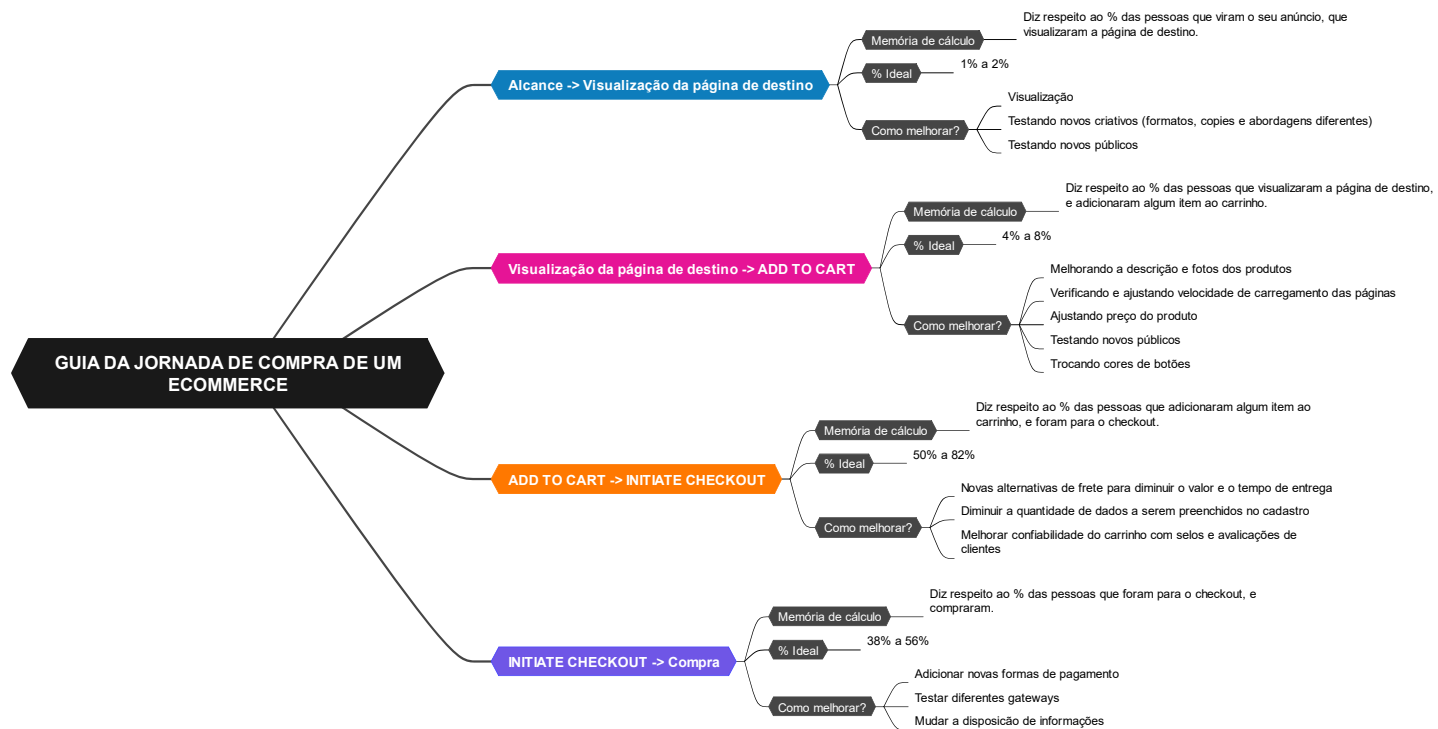 GUIA DA JORNADA DE COMPRA DE UM
ECOMMERCE
Alcance -> Visualização da página de destino
Memória de cálculo
Diz respeito ao % das pessoas que viram o seu anúncio, que
visualizaram a página de destino.
% Ideal
1% a 2%
Como melhorar?
Visualização
Testando novos criativos (formatos, copies e abordagens diferentes)
Testando novos públicos
Visualização da página de destino -> ADD TO CART
Memória de cálculo
Diz respeito ao % das pessoas que visualizaram a página de destino,
e adicionaram algum item ao carrinho.
% Ideal
4% a 8%
Como melhorar?
Melhorando a descrição e fotos dos produtos
Verificando e ajustando velocidade de carregamento das páginas
Ajustando preço do produto
Testando novos públicos
Trocando cores de botões
ADD TO CART -> INITIATE CHECKOUT
Memória de cálculo
Diz respeito ao % das pessoas que adicionaram algum item ao
carrinho, e foram para o checkout.
% Ideal
50% a 82%
Como melhorar?
Novas alternativas de frete para diminuir o valor e o tempo de entrega
Diminuir a quantidade de dados a serem preenchidos no cadastro
Melhorar confiabilidade do carrinho com selos e avalicações de
clientes
INITIATE CHECKOUT -> Compra
Memória de cálculo
Diz respeito ao % das pessoas que foram para o checkout, e
compraram.
% Ideal
38% a 56%
Como melhorar?
Adicionar novas formas de pagamento
Testar diferentes gateways
Mudar a disposicão de informações